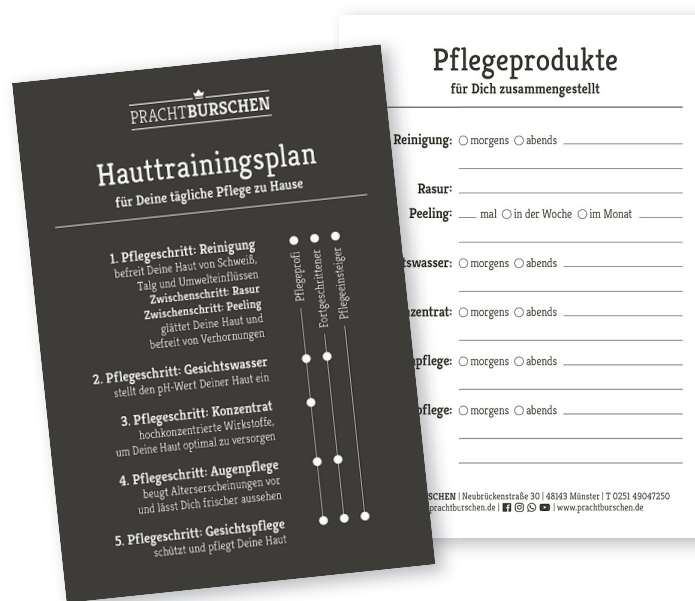 PRACHTBURSCHEN
Hauttrainingsplan
für Deine tägliche Pflege zu Hause
1. Pflegeschritt: Reinigung
befreit Deine Haut von Schweiß,
Talg und Umwelteinflüssen
Zwischenschritt: Rasur
Zwischenschritt: Peeling
glättet Deine Haut und
befreit von Verhornungen
2. Pflegeschritt: Gesichtswasser
stellt den pH-Wert Deiner Haut ein
3. Pflegeschritt: Konzentrat
hochkonzentrierte Wirkstoffe,
um Deine Haut optimal zu versorgen
4. Pflegeschritt: Augenpflege
beugt Alterserscheinungen vor
und lässt Dich frischer aussehen
5. Pflegeschritt: Gesichtspflege
schützt und pflegt Deine Haut
Pflegeprofi
Fortgeschrittener
Pflegeeinsteiger
Pflegeprodukte
für Dich zusammengestellt
Reinigung: morgens abends
Rasur:
Peeling: mal in der Woche im Monat
tswasser: morgens abends
zentrat: morgens abends
pflege: morgens abends
pflege: morgens abends
SCHEN | Neubrückenstraße 30 | 48143 Münster | T 0251 49047250
prachtburschen.de | | www.prachtburschen.de